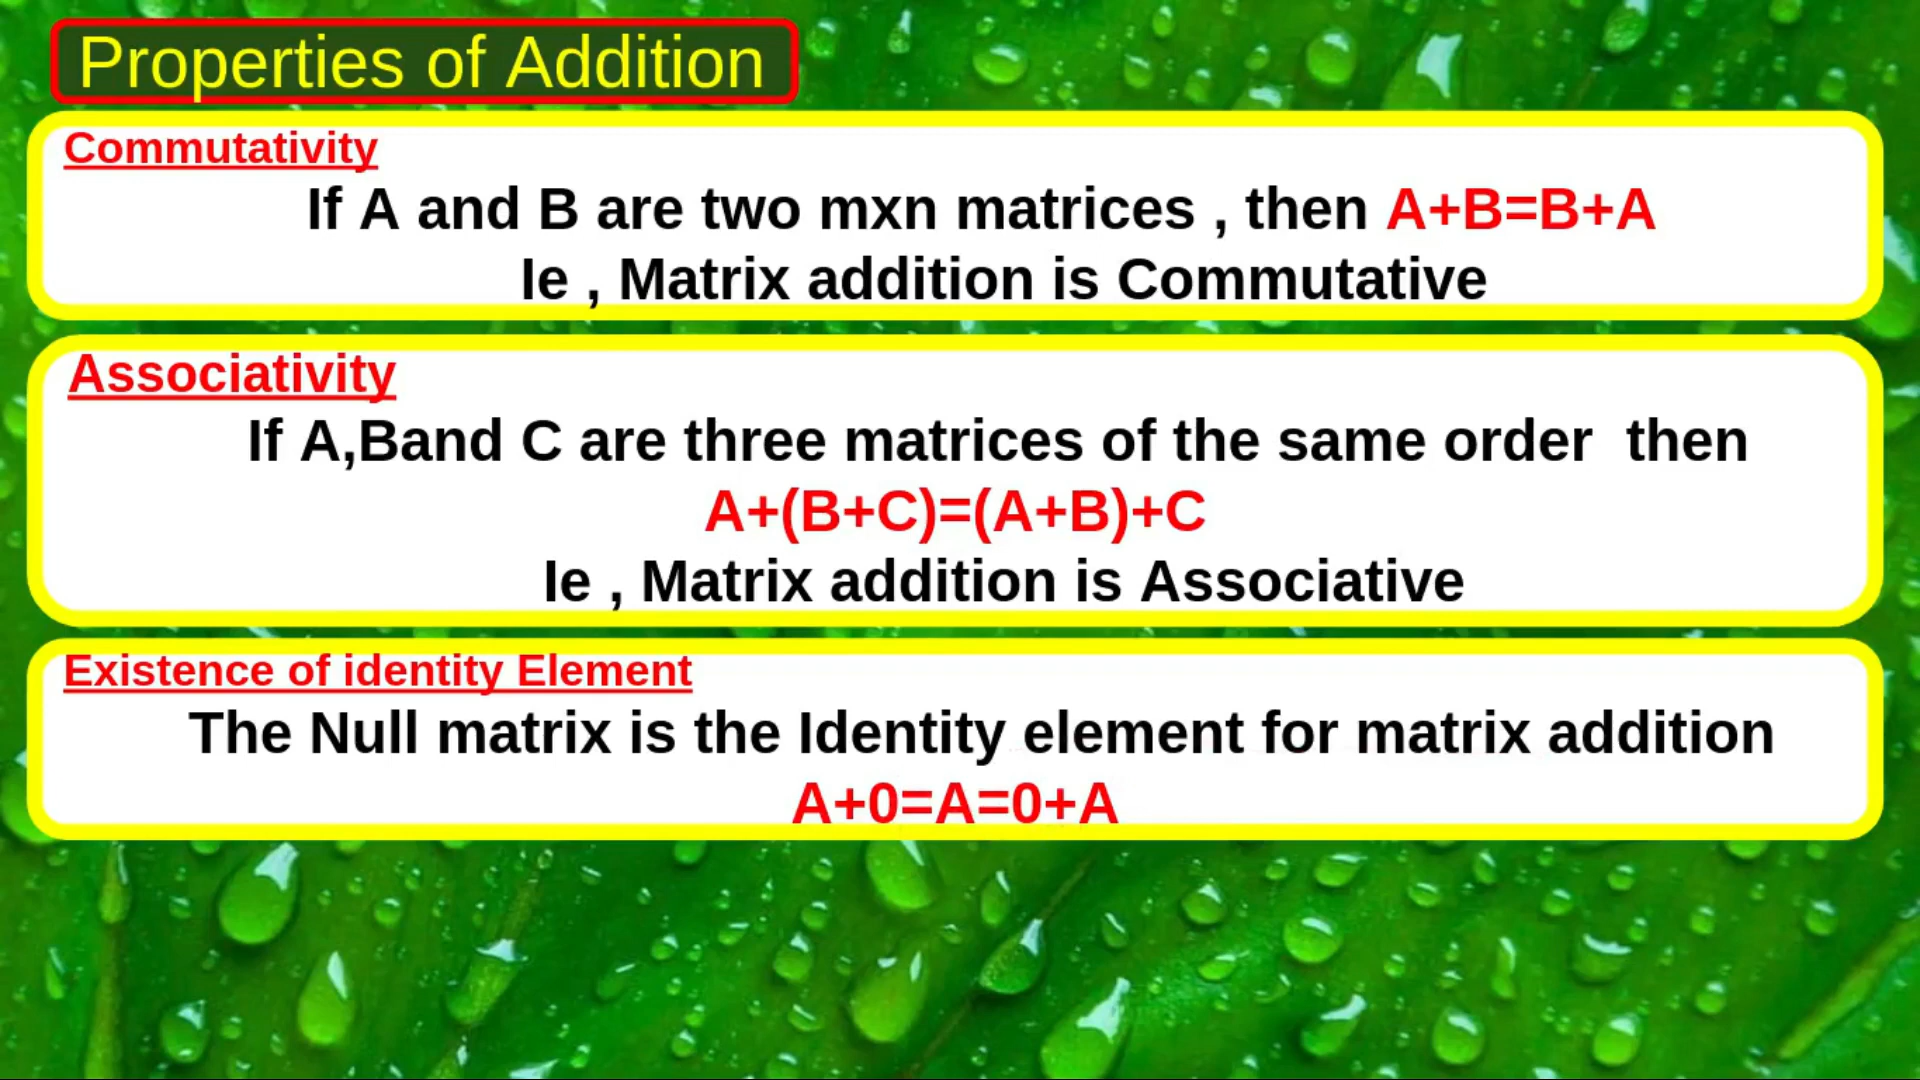 Properties of Addition
Commutativity
If A and B are two mxn matrices , then A+B=B+A
Ie , Matrix addition is Commutative
Associativity
If A,Band C are three matrices of the same order  then
A+(B+C)=(A+B)+C
Ie , Matrix addition is Associative
Existence of identity Element
The Null matrix is the Identity element for matrix addition
A+0=A=0+A